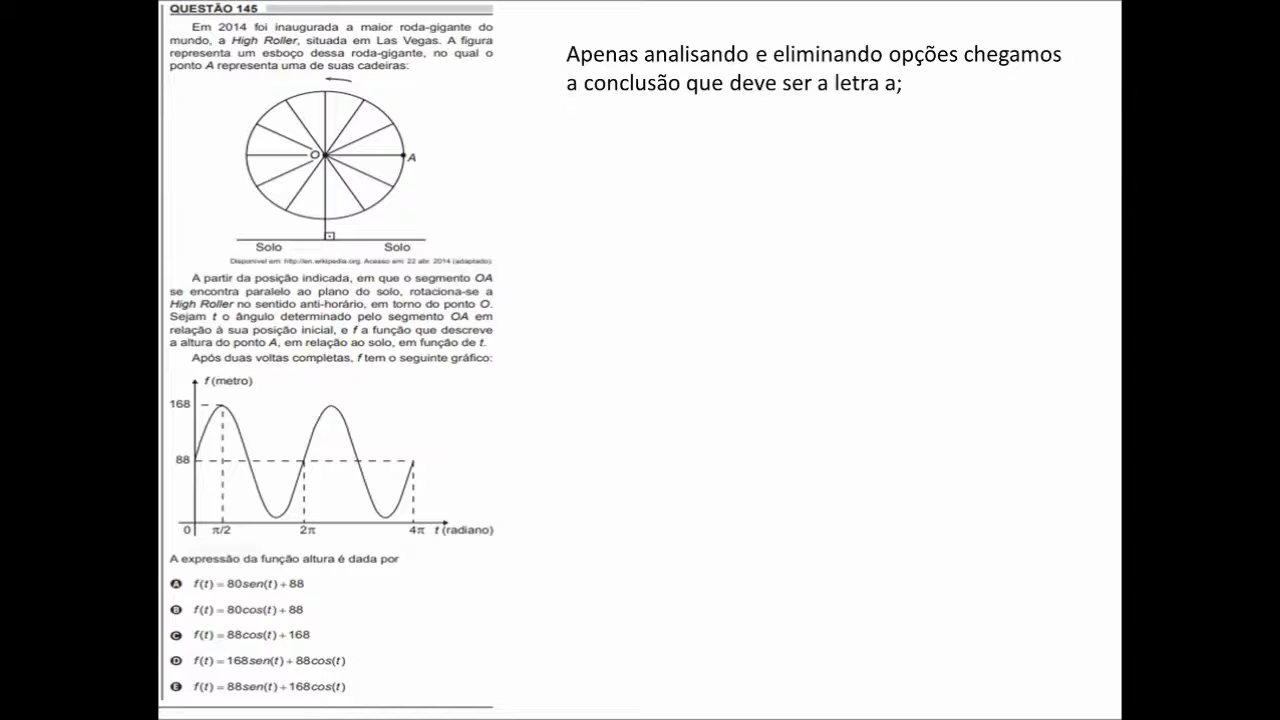 QUESTÃO 145
Em 2014 foi inaugurada a maior roda-gigante do
mundo, a High Roller, situada em Las Vegas. A figura
representa um esboço dessa roda-gigante, no qual o
ponto A representa uma de suas cadeiras:
O
A
Solo Solo
Disponível em: http://en.wikipedia.org. Acesso em: 22 abr. 2014 (adaptado).
A partir da posição indicada, em que o segmento OA
se encontra paralelo ao plano do solo, rotaciona-se a
High Roller no sentido anti-horário, em torno do ponto O.
Sejam t o ângulo determinado pelo segmento OA em
relação à sua posição inicial, e f a função que descreve
a altura do ponto A, em relação ao solo, em função de t.
Após duas voltas completas, f tem o seguinte gráfico:
f (metro)
168
88
0 π/2 2π 4π t (radiano)
A expressão da função altura é dada por
A f(t) = 80sen(t) + 88
B f(t) = 80cos(t) + 88
C f(t) = 88cos(t) + 168
D f(t) = 168sen(t) + 88cos(t)
E f(t) = 88sen(t) + 168cos(t)
Apenas analisando e eliminando opções chegamos
a conclusão que deve ser a letra a;